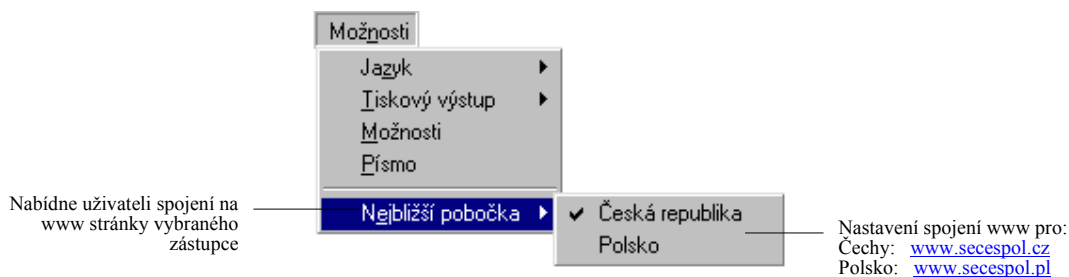 Možnosti
Jazyk
Tiskový výstup
Možnosti
Písmo
Nejbližší pobočka
Česká republika
Polsko
Nabídne uživateli spojení na
www stránky vybraného
zástupce
Nastavení spojení www pro:
Čechy: www.secespol.cz
Polsko: www.secespol.pl